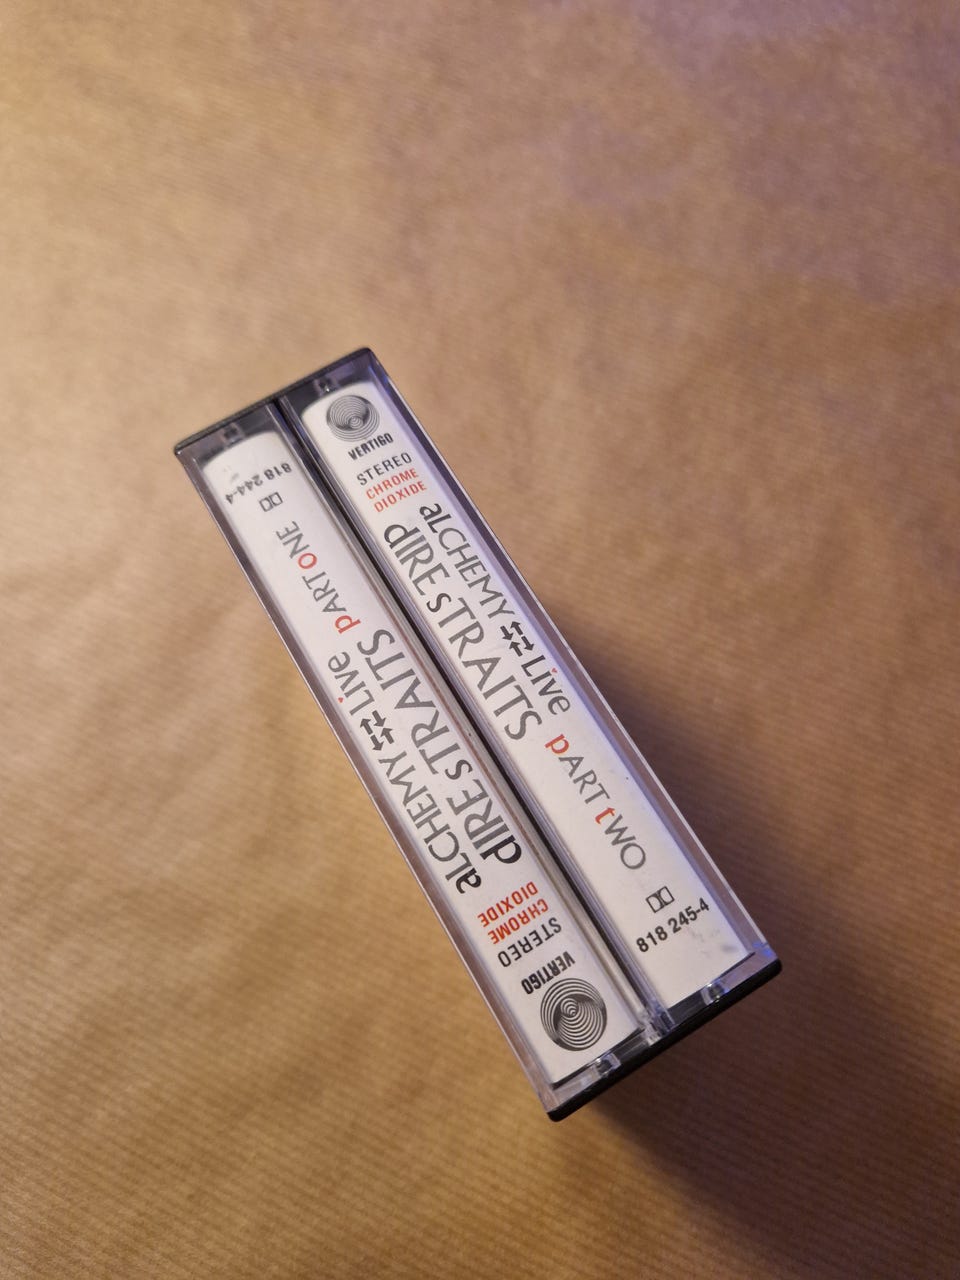 VERTIGO
STEREO
CHROME
DIOXIDE
aLCHEMY Live pART tWO
dIRE sTRAITS
818 245-4
VERTIGO
STEREO
CHROME
DIOXIDE
aLCHEMY Live pART ONE
dIRE sTRAITS
818 244-4